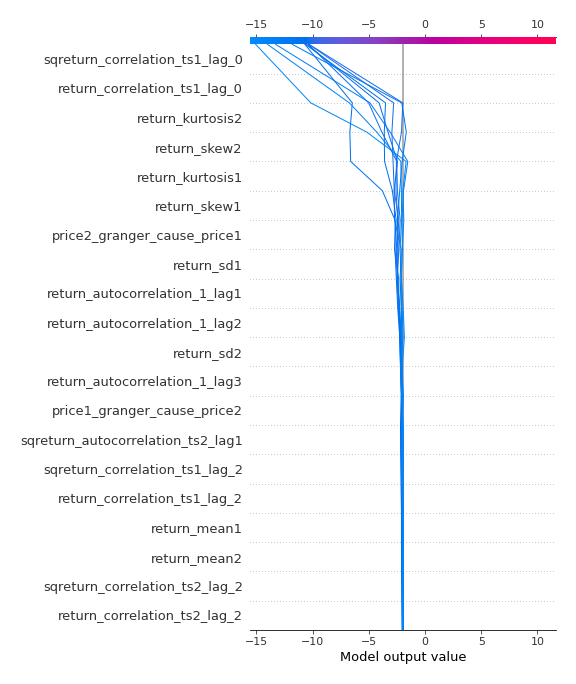 −15 −10 −5 0 5 10
sqreturn_correlation_ts1_lag_0
return_correlation_ts1_lag_0
return_kurtosis2
return_skew2
return_kurtosis1
return_skew1
price2_granger_cause_price1
return_sd1
return_autocorrelation_1_lag1
return_autocorrelation_1_lag2
return_sd2
return_autocorrelation_1_lag3
price1_granger_cause_price2
sqreturn_autocorrelation_ts2_lag1
sqreturn_correlation_ts1_lag_2
return_correlation_ts1_lag_2
return_mean1
return_mean2
sqreturn_correlation_ts2_lag_2
return_correlation_ts2_lag_2
−15 −10 −5 0 5 10
Model output value